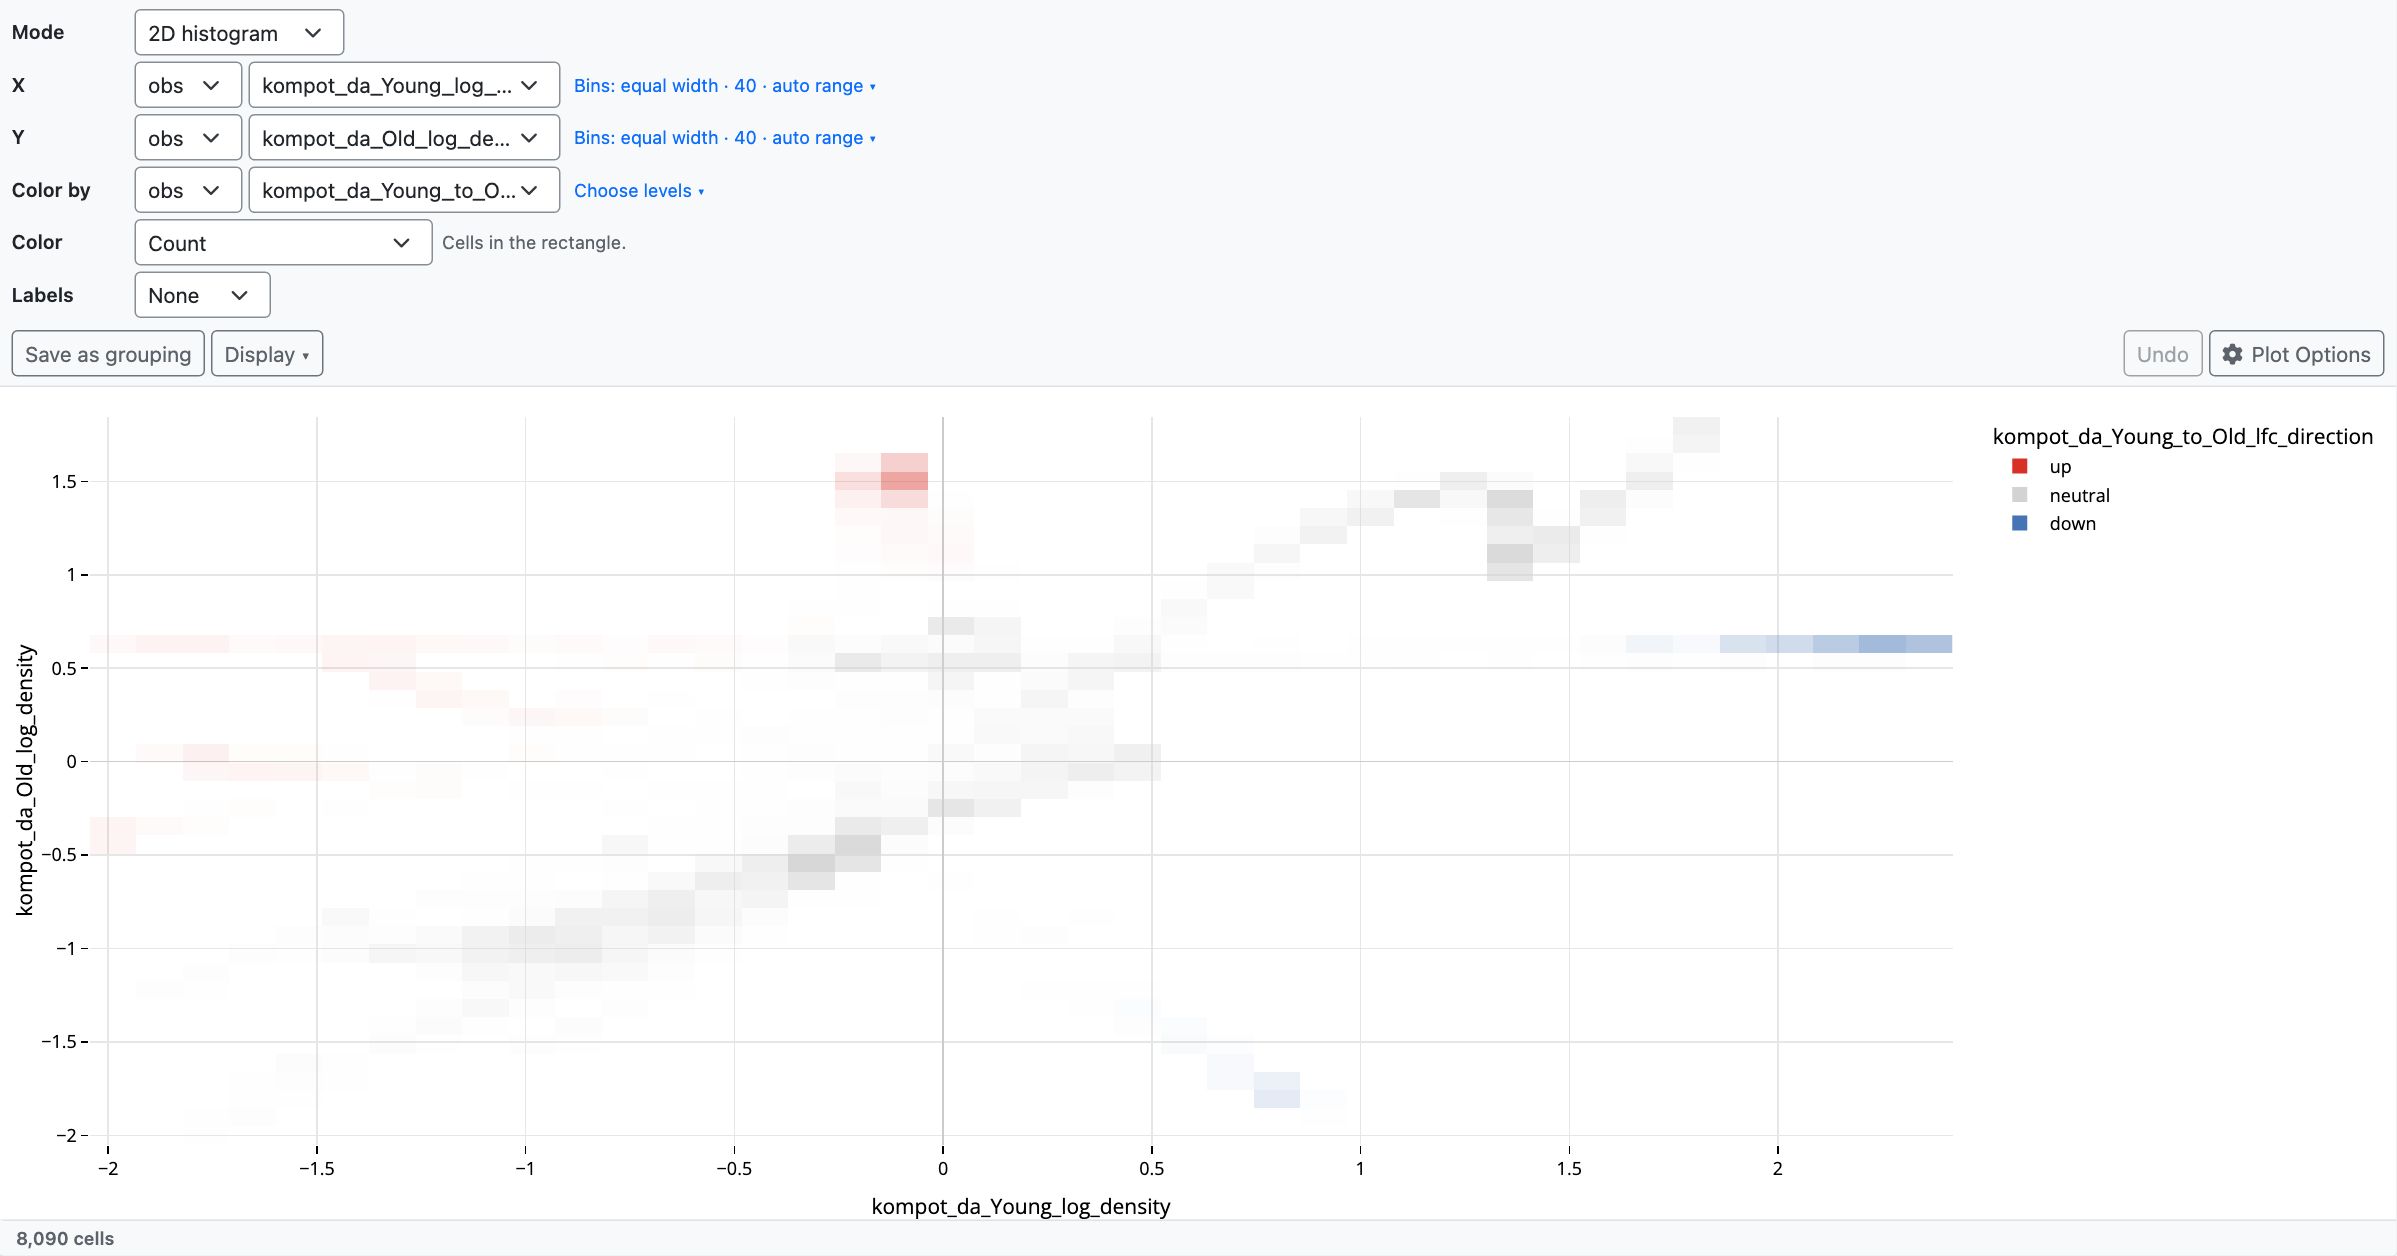 Mode 2D histogram
X obs kompot_da_Young_log_... Bins: equal width · 40 · auto range ▾
Y obs kompot_da_Old_log_de... Bins: equal width · 40 · auto range ▾
Color by obs kompot_da_Young_to_O... Choose levels ▾
Color Count Cells in the rectangle.
Labels None
Save as grouping Display ▾ Undo Plot Options
kompot_da_Young_to_Old_lfc_direction
up
neutral
down
kompot_da_Old_log_density
1.5
1
0.5
0
−0.5
−1
−1.5
−2
−2 −1.5 −1 −0.5 0 0.5 1 1.5 2
kompot_da_Young_log_density
8,090 cells